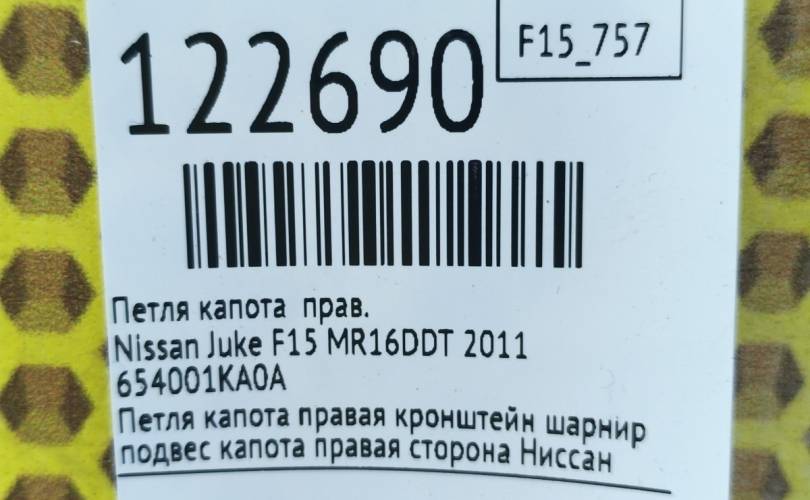 F15_757
122690
Петля капота прав.
Nissan Juke F15 MR16DDT 2011
654001KA0A
Петля капота правая кронштейн шарнир
подвес капота правая сторона Ниссан